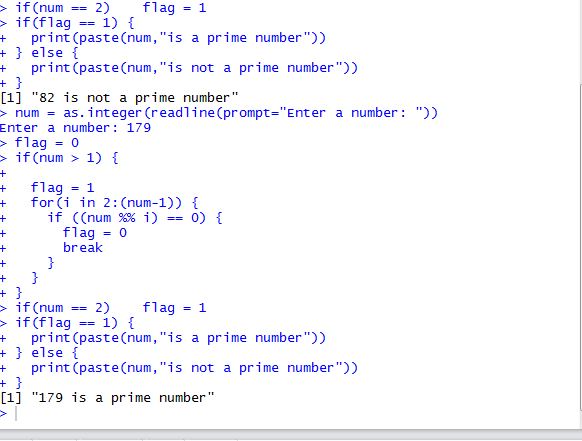 > if(num == 2)    flag = 1
> if(flag == 1) {
+   print(paste(num,"is a prime number"))
+ } else {
+   print(paste(num,"is not a prime number"))
+ }
[1] "82 is not a prime number"
> num = as.integer(readline(prompt="Enter a number: "))
Enter a number: 179
> flag = 0
> if(num > 1) {
+
+   flag = 1
+   for(i in 2:(num-1)) {
+     if ((num %% i) == 0) {
+       flag = 0
+       break
+     }
+   }
+ }
> if(num == 2)    flag = 1
> if(flag == 1) {
+   print(paste(num,"is a prime number"))
+ } else {
+   print(paste(num,"is not a prime number"))
+ }
[1] "179 is a prime number"
>